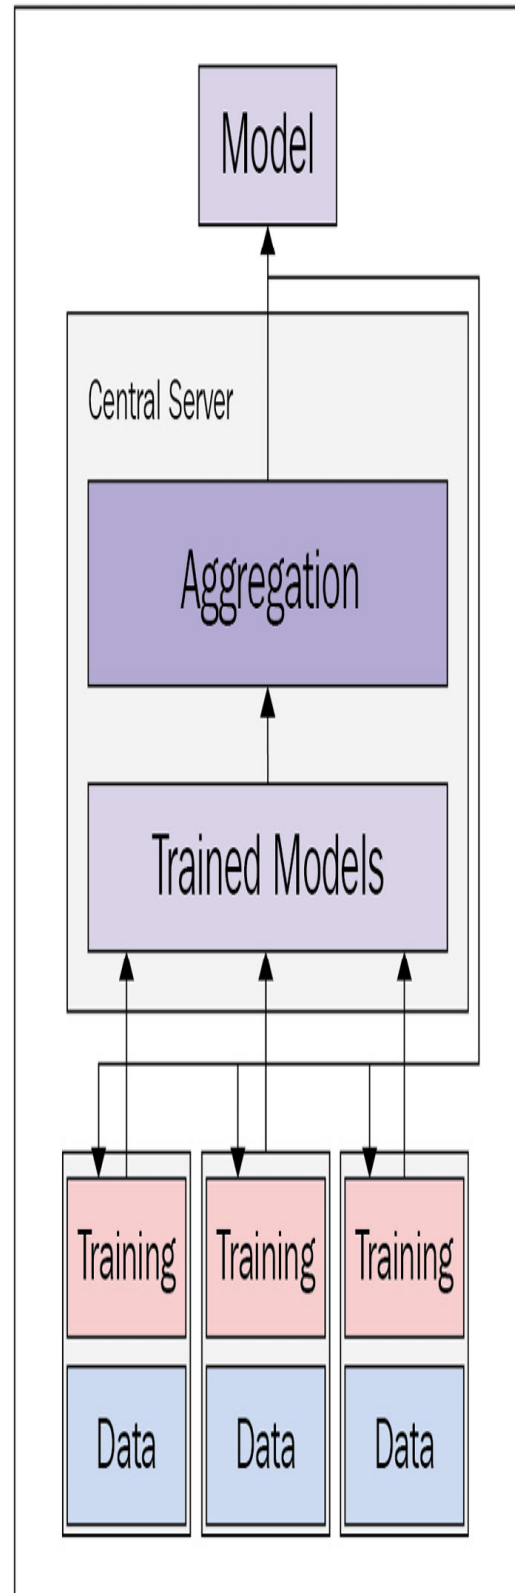 Model
Central Server
Aggregation
Trained Models
Training Training Training
Data Data Data